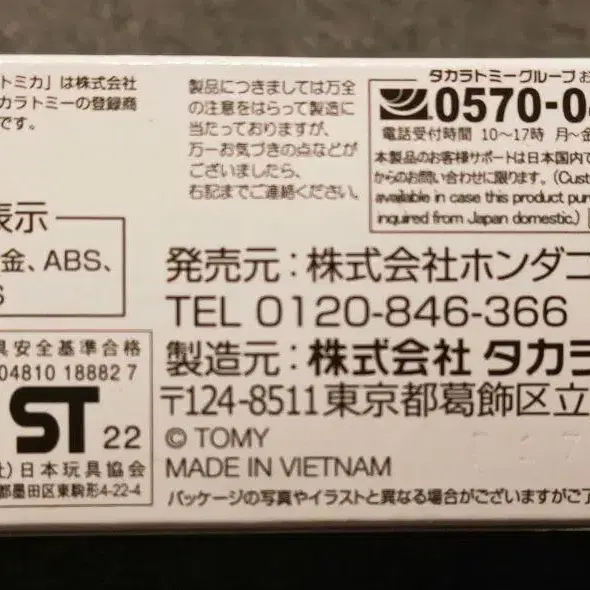 トミカ」は株式会社
カラトミーの登録商
です。
製品につきましては万全
の注意をはらって製造に
当たっておりますが、
万一お気づきの点などが
ございましたら、
右記までご連絡ください。
タカラトミーグループお
0570-0
電話受付時間 10～17時 月～金
本製品のお客様サポートは日本国内で
からのお問い合わせに限ります。(Cust
available in case this product pur
inquired from Japan domestic.)
表示
金、ABS、
S
発売元：株式会社ホンダコ
TEL 0120-846-366
製造元：株式会社 タカラ
〒124-8511東京都葛飾区立
© TOMY
MADE IN VIETNAM
パッケージの写真やイラストと異なる場合がございますがご了
具安全基準合格
04810 18882 7
ST 22
社)日本玩具協会
都墨田区東駒形4-22-4